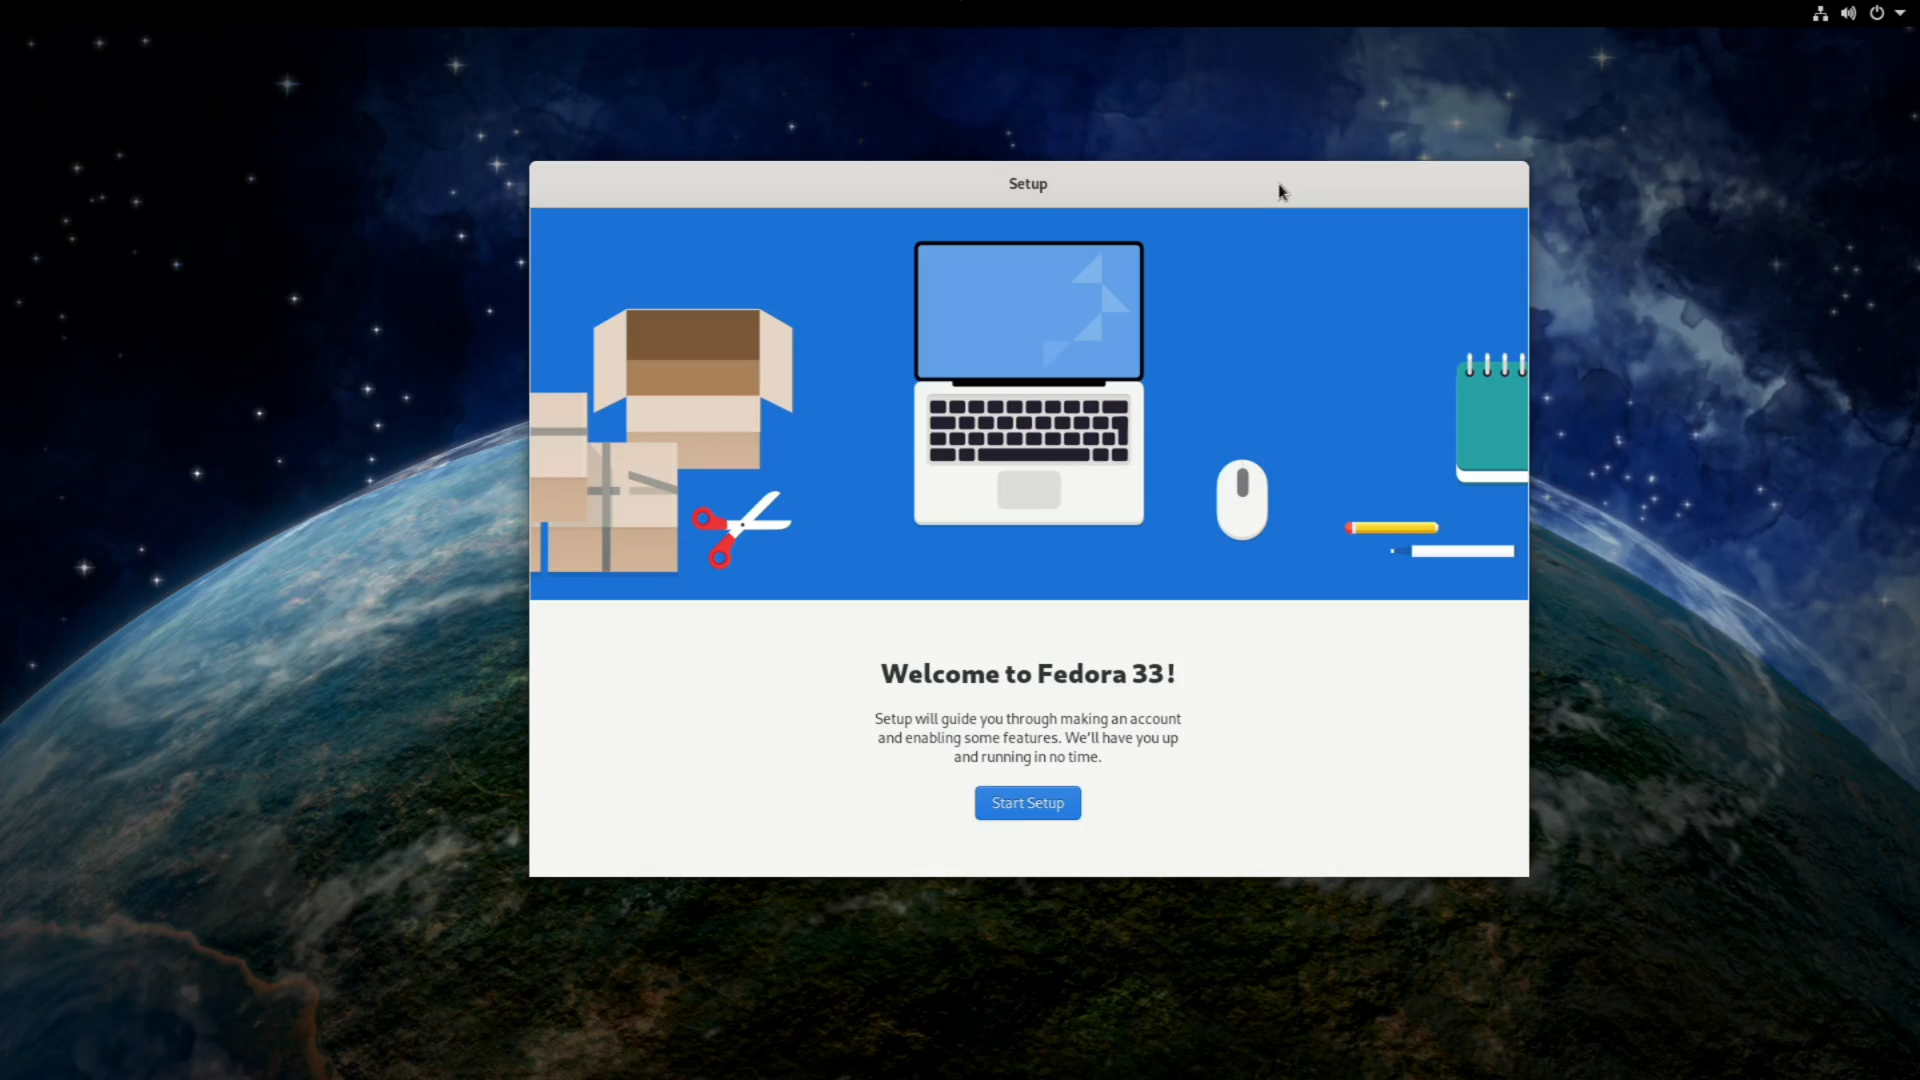 Setup
Welcome to Fedora 33!
Setup will guide you through making an account
and enabling some features. We'll have you up
and running in no time.
Start Setup